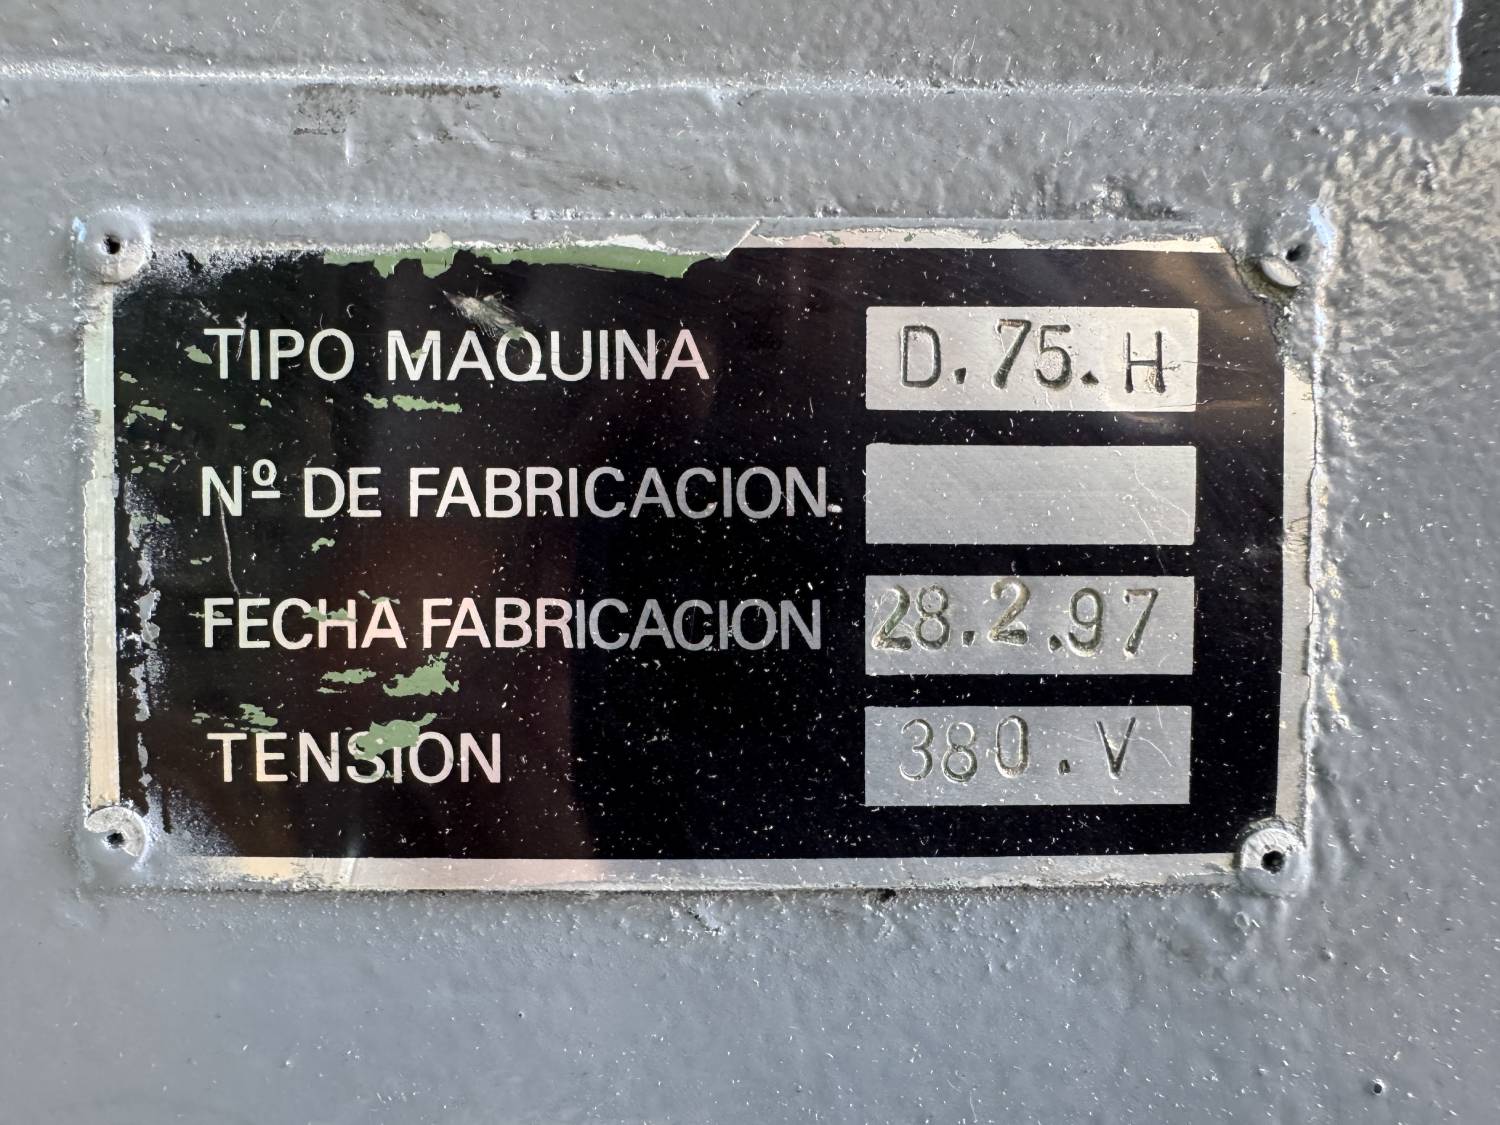 TIPO MAQUINA D.75.H
Nº DE FABRICACION.
FECHA FABRICACION 28.2.97
TENSION 380.V